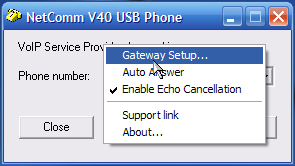 NetComm V40 USB Phone
VoIP Service Provider
Phone number:
Gateway Setup...
Auto Answer
Enable Echo Cancellation
Support link
About...
Close